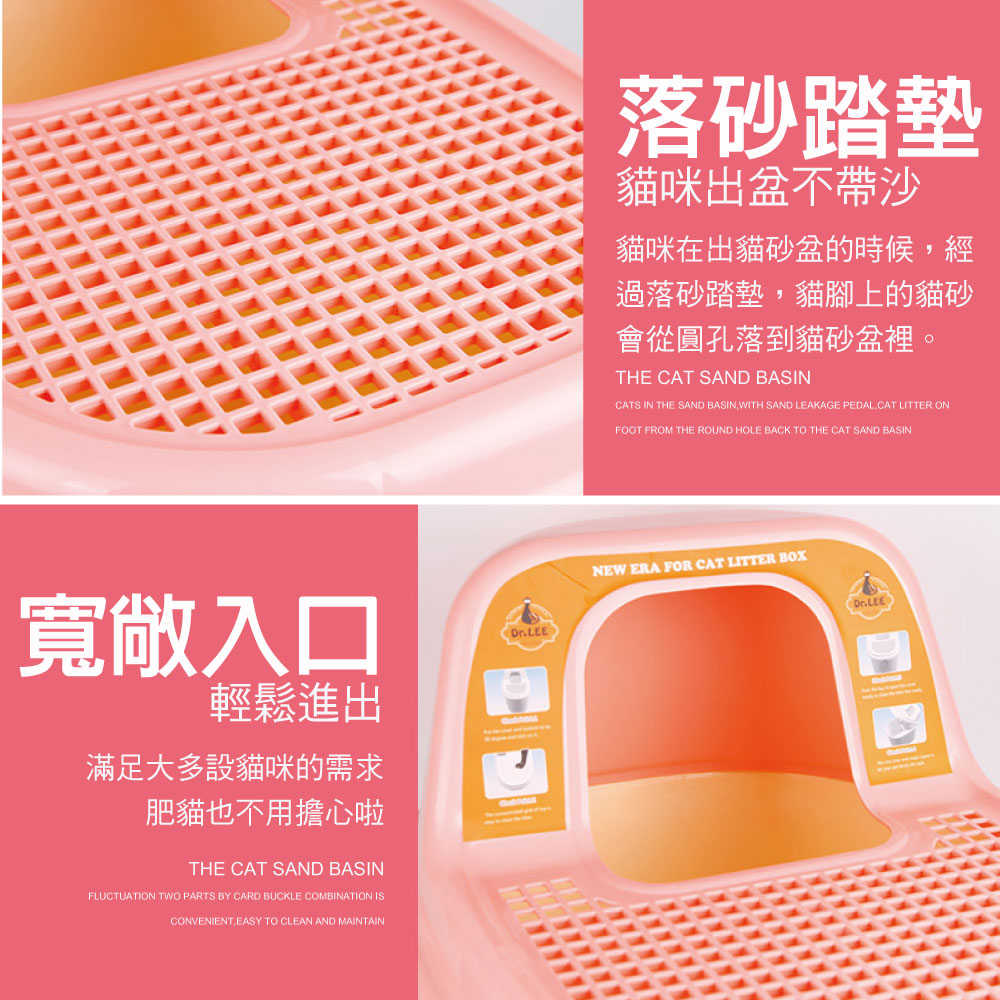 落砂踏墊
貓咪出盆不帶沙
貓咪在出貓砂盆的時候，經
過落砂踏墊，貓腳上的貓砂
會從圓孔落到貓砂盆裡。
THE CAT SAND BASIN
CATS IN THE SAND BASIN,WITH SAND LEAKAGE PEDAL,CAT LITTER ON
FOOT FROM THE ROUND HOLE BACK TO THE CAT SAND BASIN
寬敞入口
輕鬆進出
滿足大多設貓咪的需求
肥貓也不用擔心啦
THE CAT SAND BASIN
FLUCTUATION TWO PARTS BY CARD BUCKLE COMBINATION IS
CONVENIENT,EASY TO CLEAN AND MAINTAIN
NEW ERA FOR CAT LITTER BOX
Dr.LEE
Dr.LEE